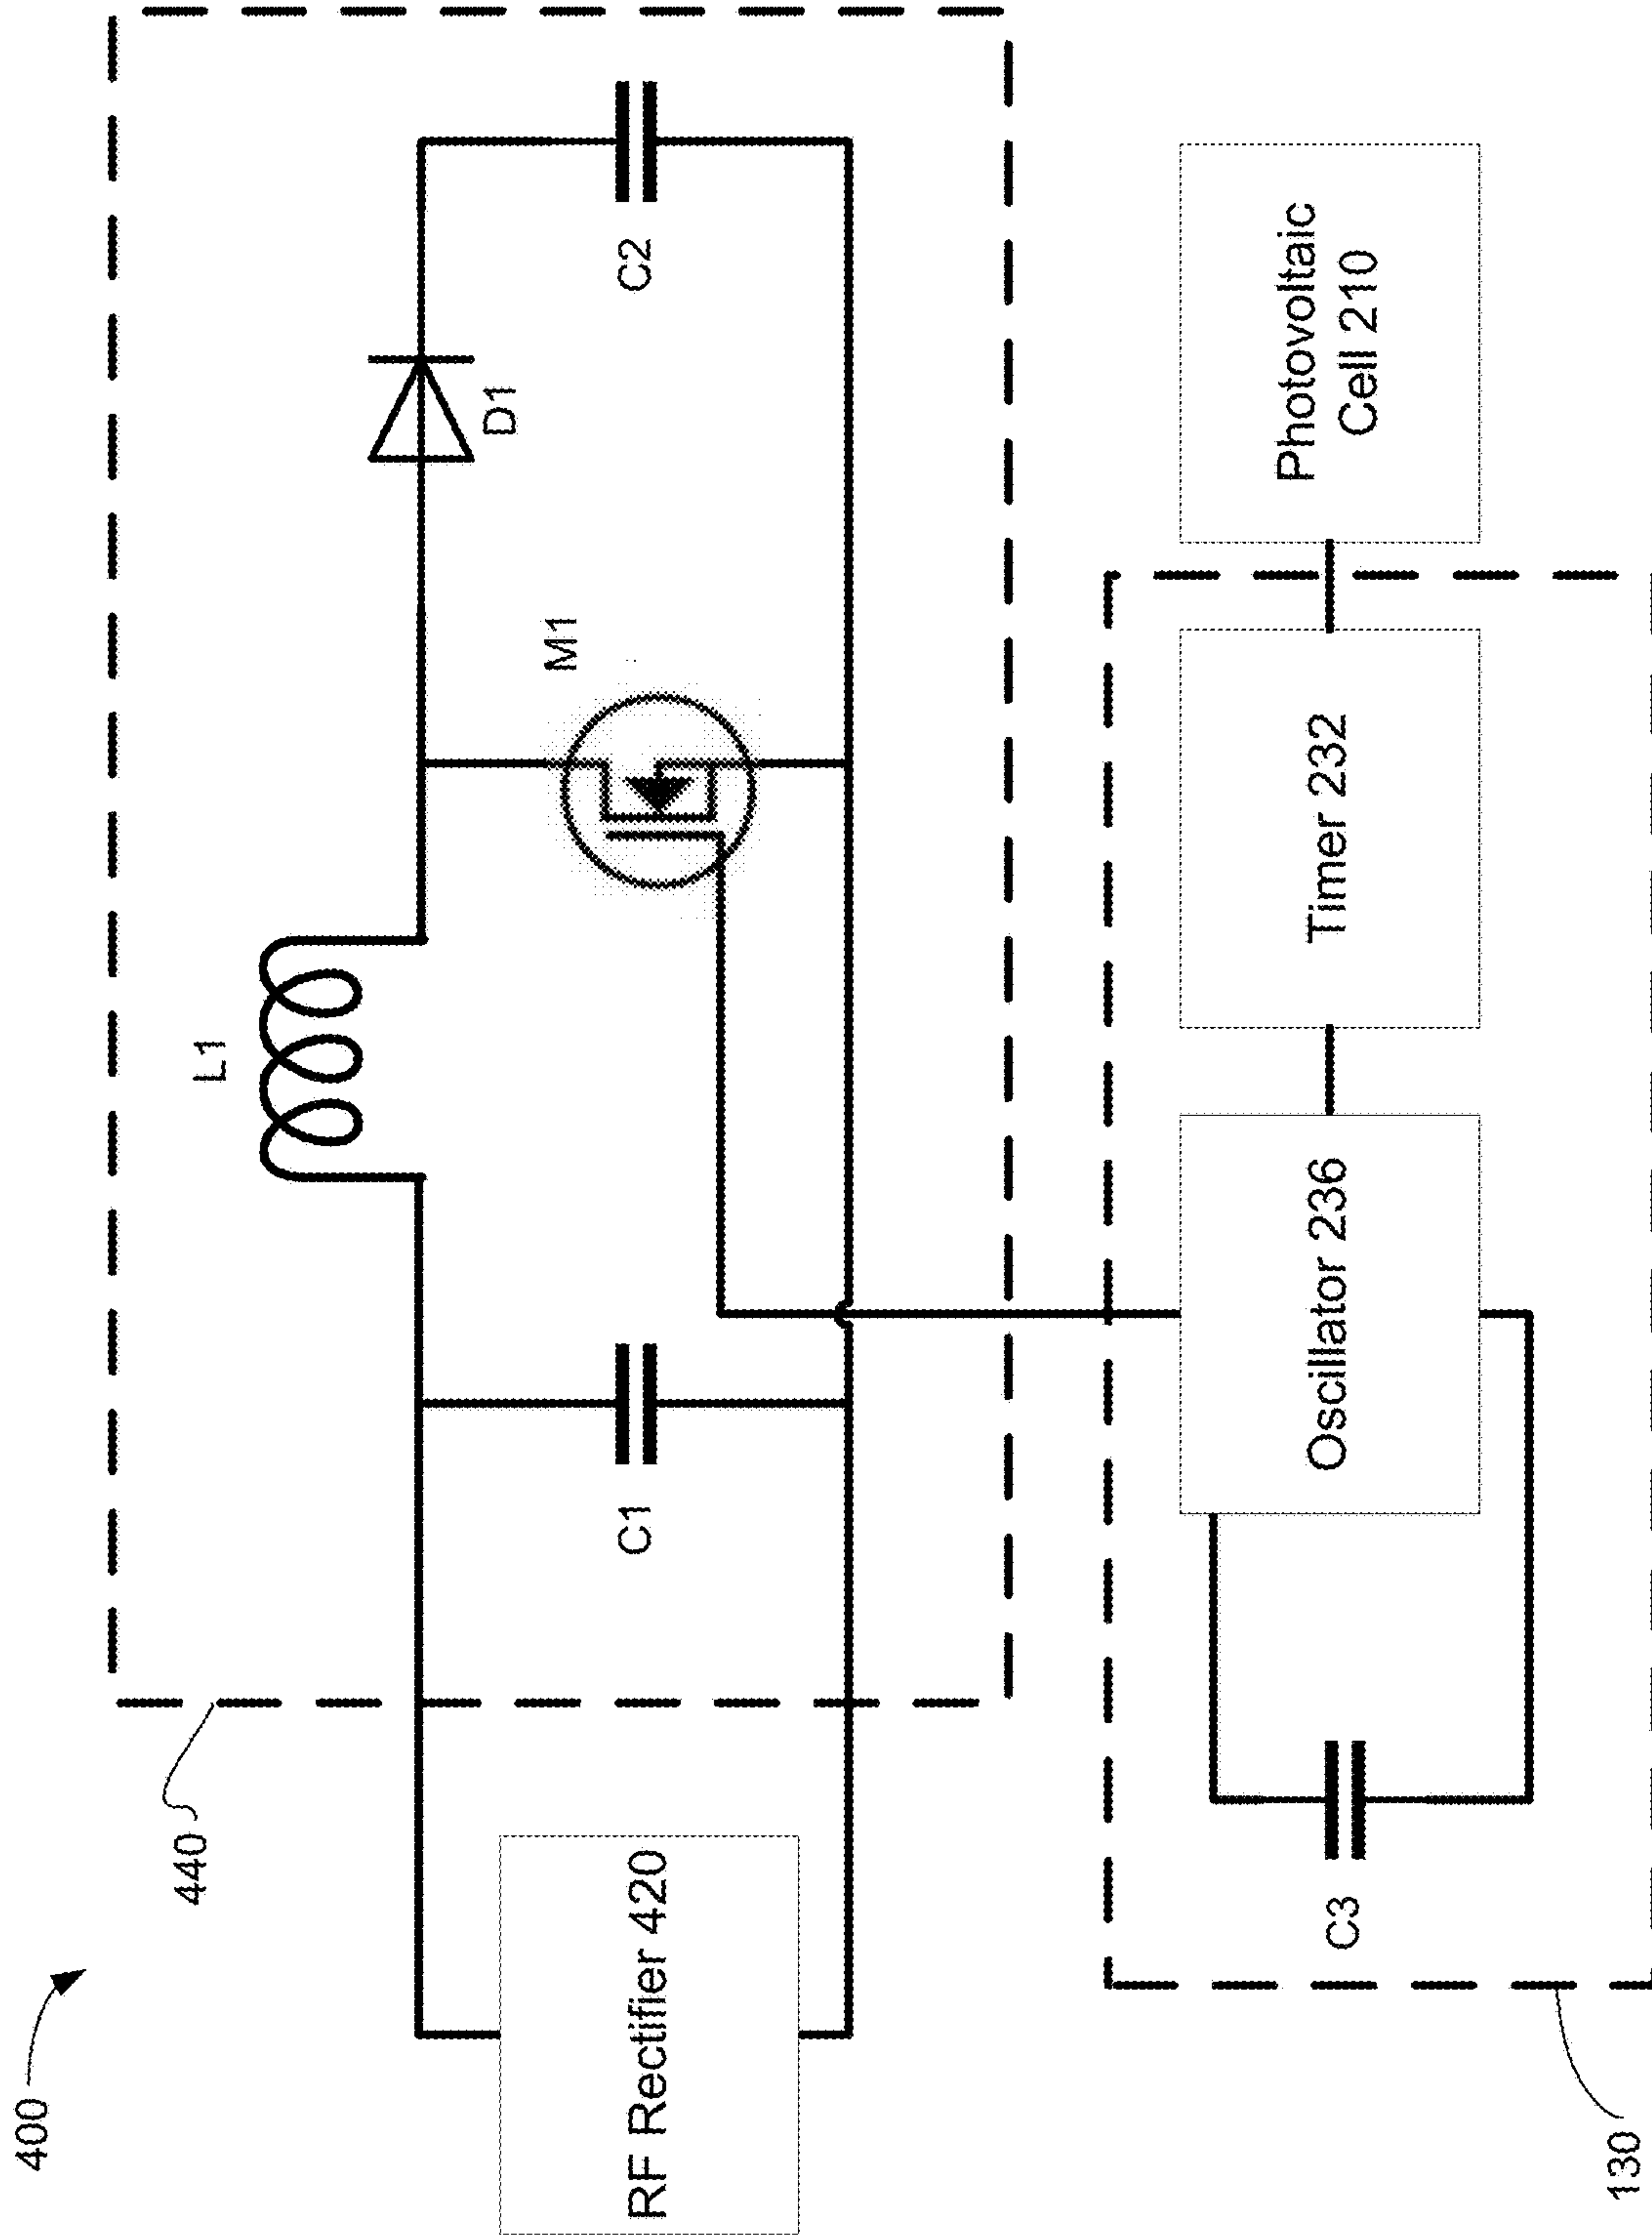 400
440
L1
D1
M1
C1
C2
RF Rectifier 420
130
C3
Oscillator 236
Timer 232
Photovoltaic
Cell 210